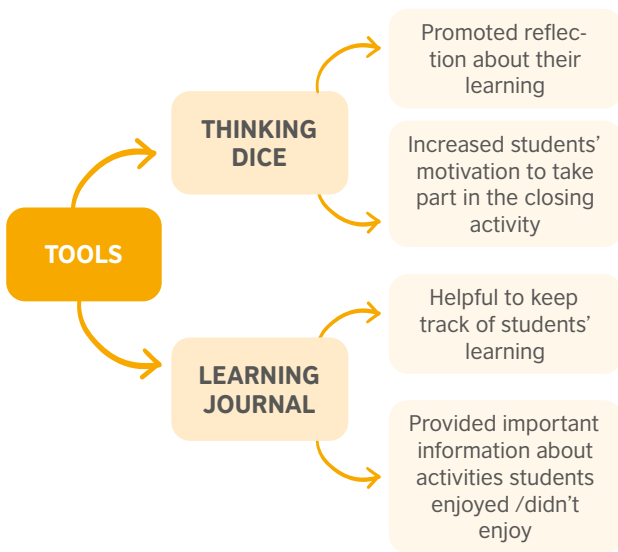 TOOLS
THINKING
DICE
Promoted reflec-
tion about their
learning
Increased students’
motivation to take
part in the closing
activity
LEARNING
JOURNAL
Helpful to keep
track of students’
learning
Provided important
information about
activities students
enjoyed /didn’t
enjoy